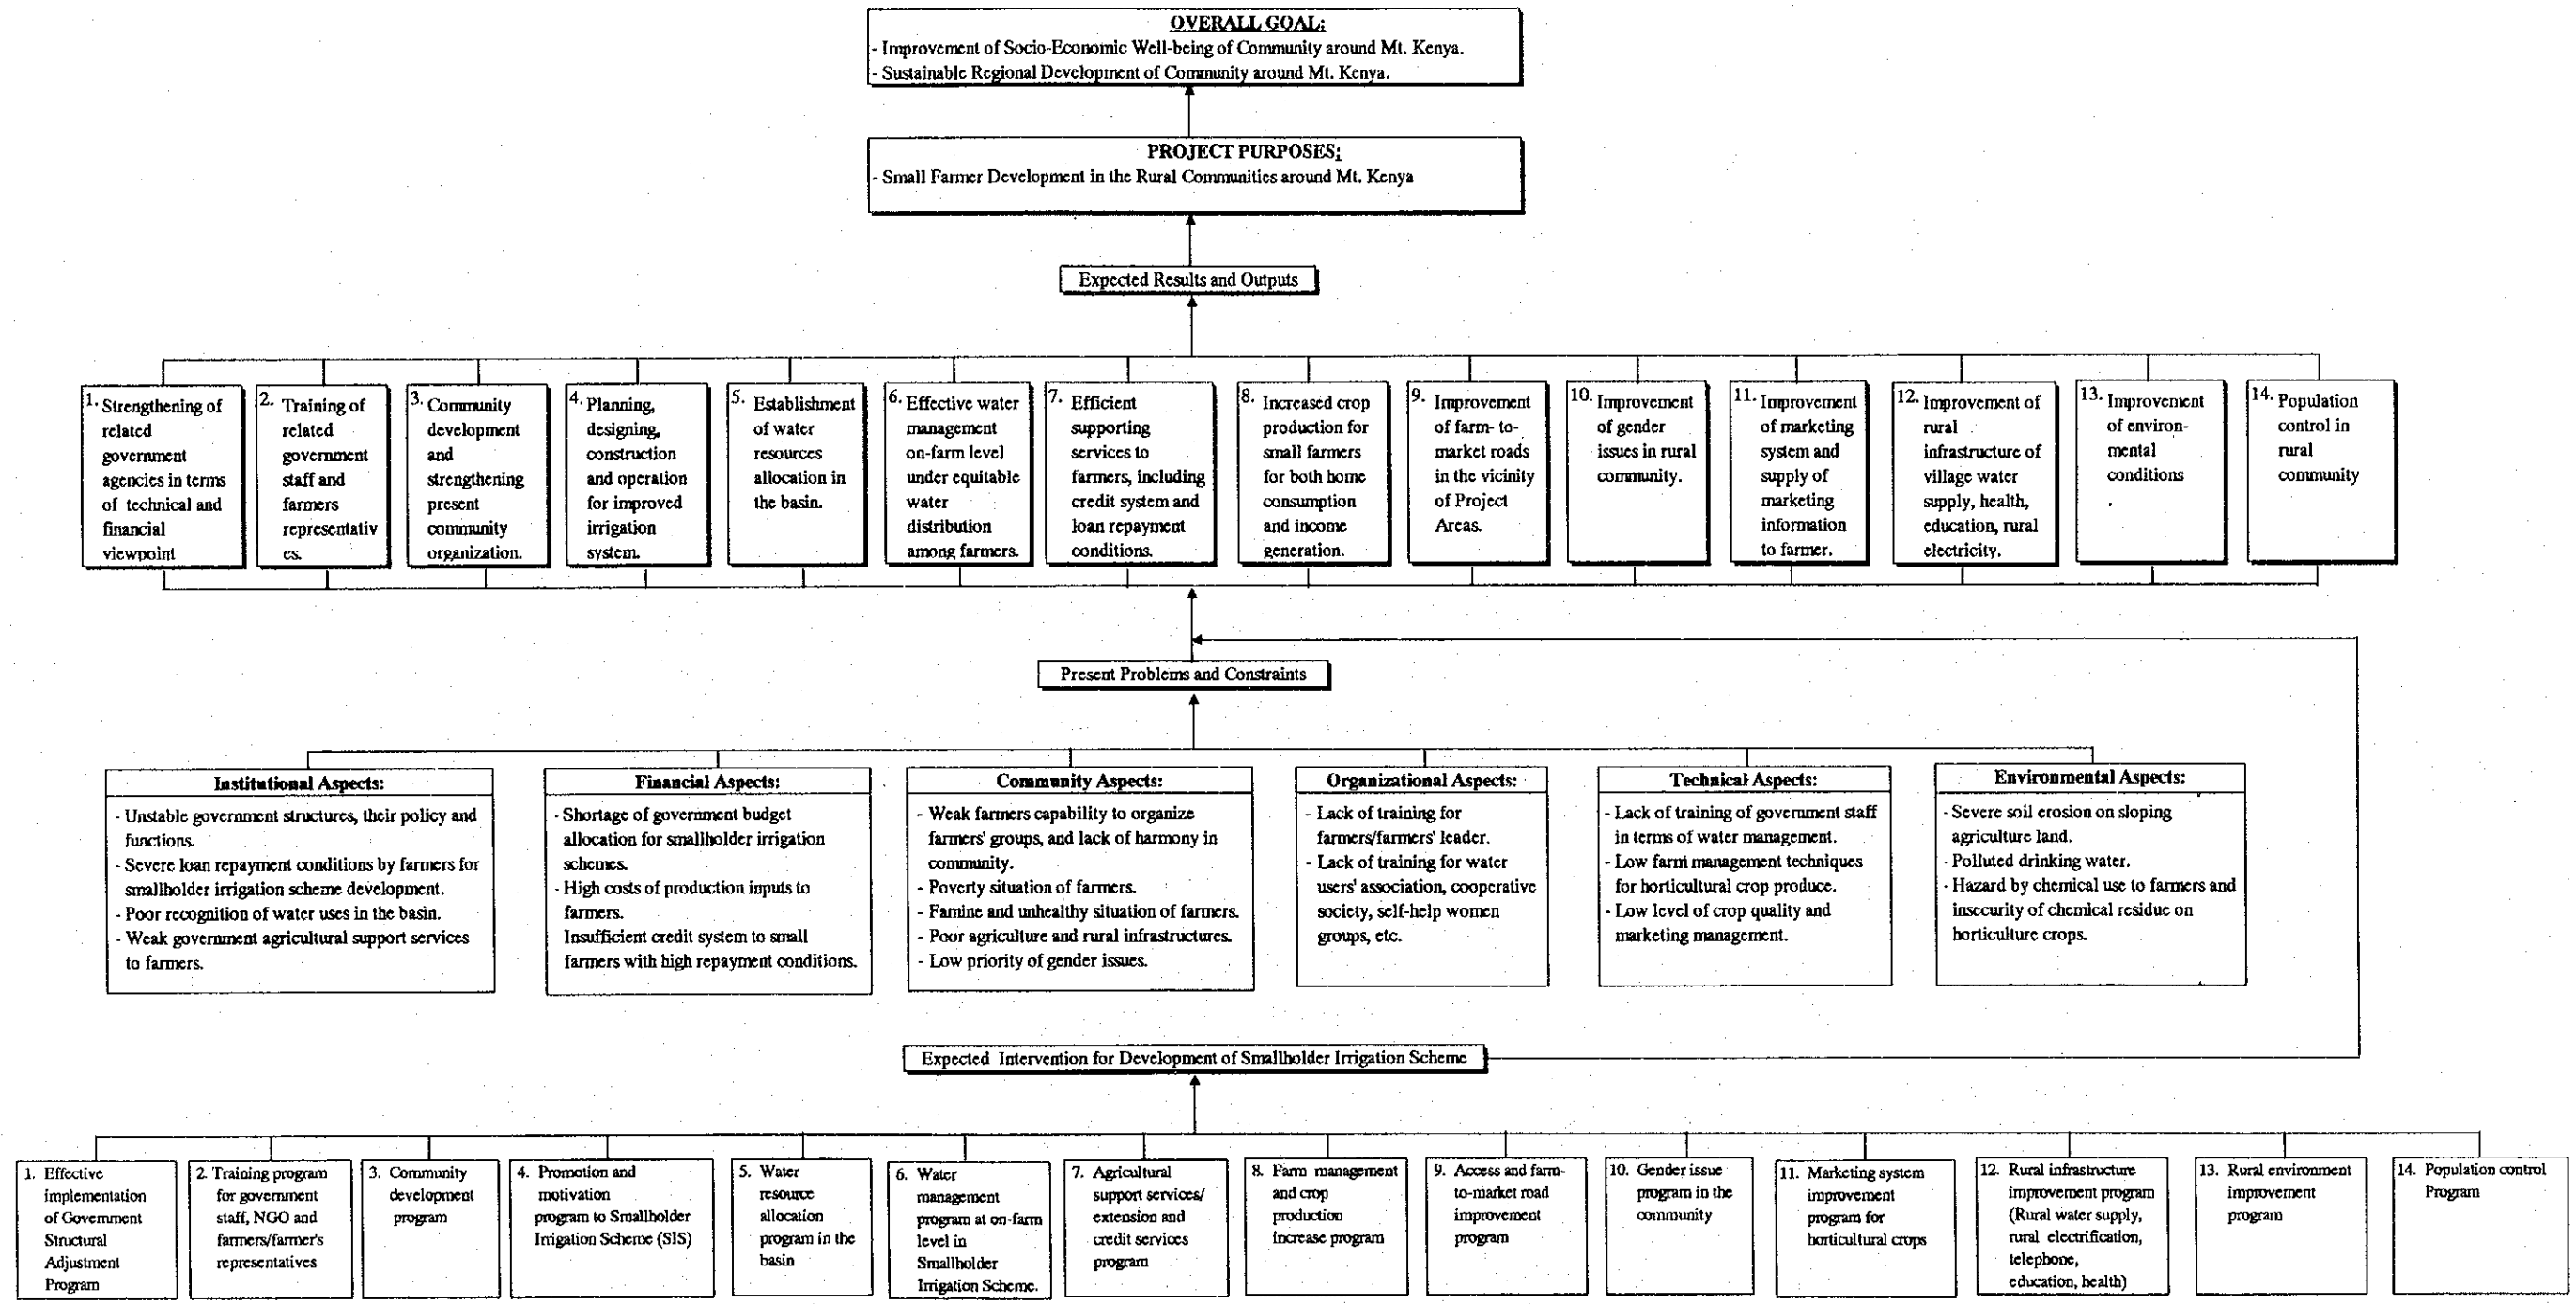 OVERALL GOAL:
- Improvement of Socio-Economic Well-being of Community around Mt. Kenya.
- Sustainable Regional Development of Community around Mt. Kenya.
PROJECT PURPOSES:
- Small Farmer Development in the Rural Communities around Mt. Kenya
Expected Results and Outputs
1. Strengthening of
related
government
agencies in terms
of technical and
financial
viewpoint
2. Training of
related
government
staff and
farmers
representativ
es.
3. Community
development
and
strengthening
present
community
organization.
4. Planning,
designing,
construction
and operation
for improved
irrigation
system.
5. Establishment
of water
resources
allocation in
the basin.
6. Effective water
management
on-farm level
under equitable
water
distribution
among farmers.
7. Efficient
supporting
services to
farmers, including
credit system and
loan repayment
conditions.
8. Increased crop
production for
small farmers
for both home
consumption
and income
generation.
9. Improvement
of farm- to-
market roads
in the vicinity
of Project
Areas.
10. Improvement
of gender
issues in rural
community.
11. Improvement
of marketing
system and
supply of
marketing
information
to farmer.
12. Improvement of
rural
infrastructure of
village water
supply, health,
education, rural
electricity.
13. Improvement
of environ-
mental
conditions
.
14. Population
control in
rural
community
Present Problems and Constraints
Institutional Aspects:
- Unstable government structures, their policy and
functions.
- Severe loan repayment conditions by farmers for
smallholder irrigation scheme development.
- Poor recognition of water uses in the basin.
- Weak government agricultural support services
to farmers.
Financial Aspects:
- Shortage of government budget
allocation for smallholder irrigation
schemes.
- High costs of production inputs to
farmers.
Insufficient credit system to small
farmers with high repayment conditions.
Community Aspects:
- Weak farmers capability to organize
farmers' groups, and lack of harmony in
community.
- Poverty situation of farmers.
- Famine and unhealthy situation of farmers.
- Poor agriculture and rural infrastructures.
- Low priority of gender issues.
Organizational Aspects:
- Lack of training for
farmers/farmers' leader.
- Lack of training for water
users' association, cooperative
society, self-help women
groups, etc.
Technical Aspects:
- Lack of training of government staff
in terms of water management.
- Low farm management techniques
for horticultural crop produce.
- Low level of crop quality and
marketing management.
Environmental Aspects:
- Severe soil erosion on sloping
agriculture land.
- Polluted drinking water.
- Hazard by chemical use to farmers and
insecurity of chemical residue on
horticulture crops.
Expected Intervention for Development of Smallholder Irrigation Scheme
1. Effective
implementation
of Government
Structural
Adjustment
Program
2. Training program
for government
staff, NGO and
farmers/farmer's
representatives
3. Community
development
program
4. Promotion and
motivation
program to Smallholder
Irrigation Scheme (SIS)
5. Water
resource
allocation
program in the
basin
6. Water
management
program at on-farm
level in
Smallholder
Irrigation Scheme.
7. Agricultural
support services/
extension and
credit services
program
8. Farm management
and crop
production
increase program
9. Access and farm-
to-market road
improvement
program
10. Gender issue
program in the
community
11. Marketing system
improvement
program for
horticultural crops
12. Rural infrastructure
improvement program
(Rural water supply,
rural electrification,
telephone,
education, health)
13. Rural environment
improvement
program
14. Population control
Program